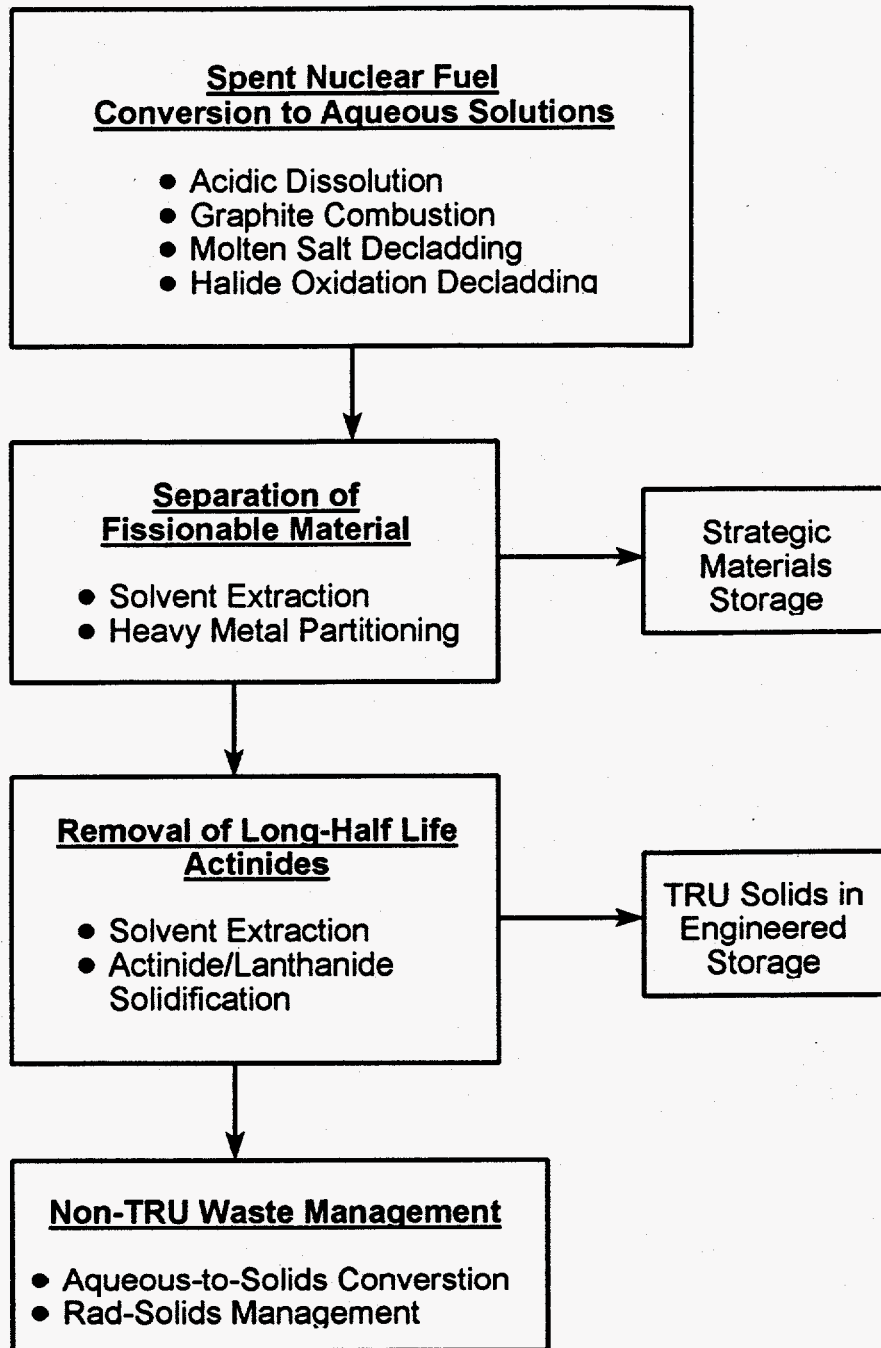 Spent Nuclear Fuel
Conversion to Aqueous Solutions
● Acidic Dissolution
● Graphite Combustion
● Molten Salt Decladding
● Halide Oxidation Decladding
Separation of
Fissionable Material
● Solvent Extraction
● Heavy Metal Partitioning
Strategic
Materials
Storage
Removal of Long-Half Life
Actinides
● Solvent Extraction
● Actinide/Lanthanide
Solidification
TRU Solids in
Engineered
Storage
Non-TRU Waste Management
● Aqueous-to-Solids Converstion
● Rad-Solids Management